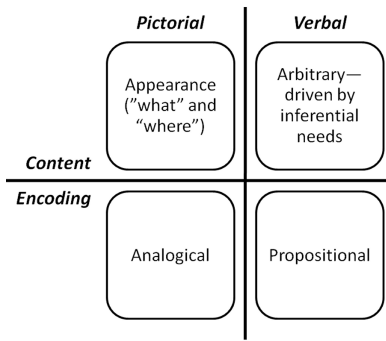 Pictorial
Verbal
Appearance
(”what” and
“where”)
Arbitrary—
driven by
inferential
needs
Content
Encoding
Analogical
Propositional